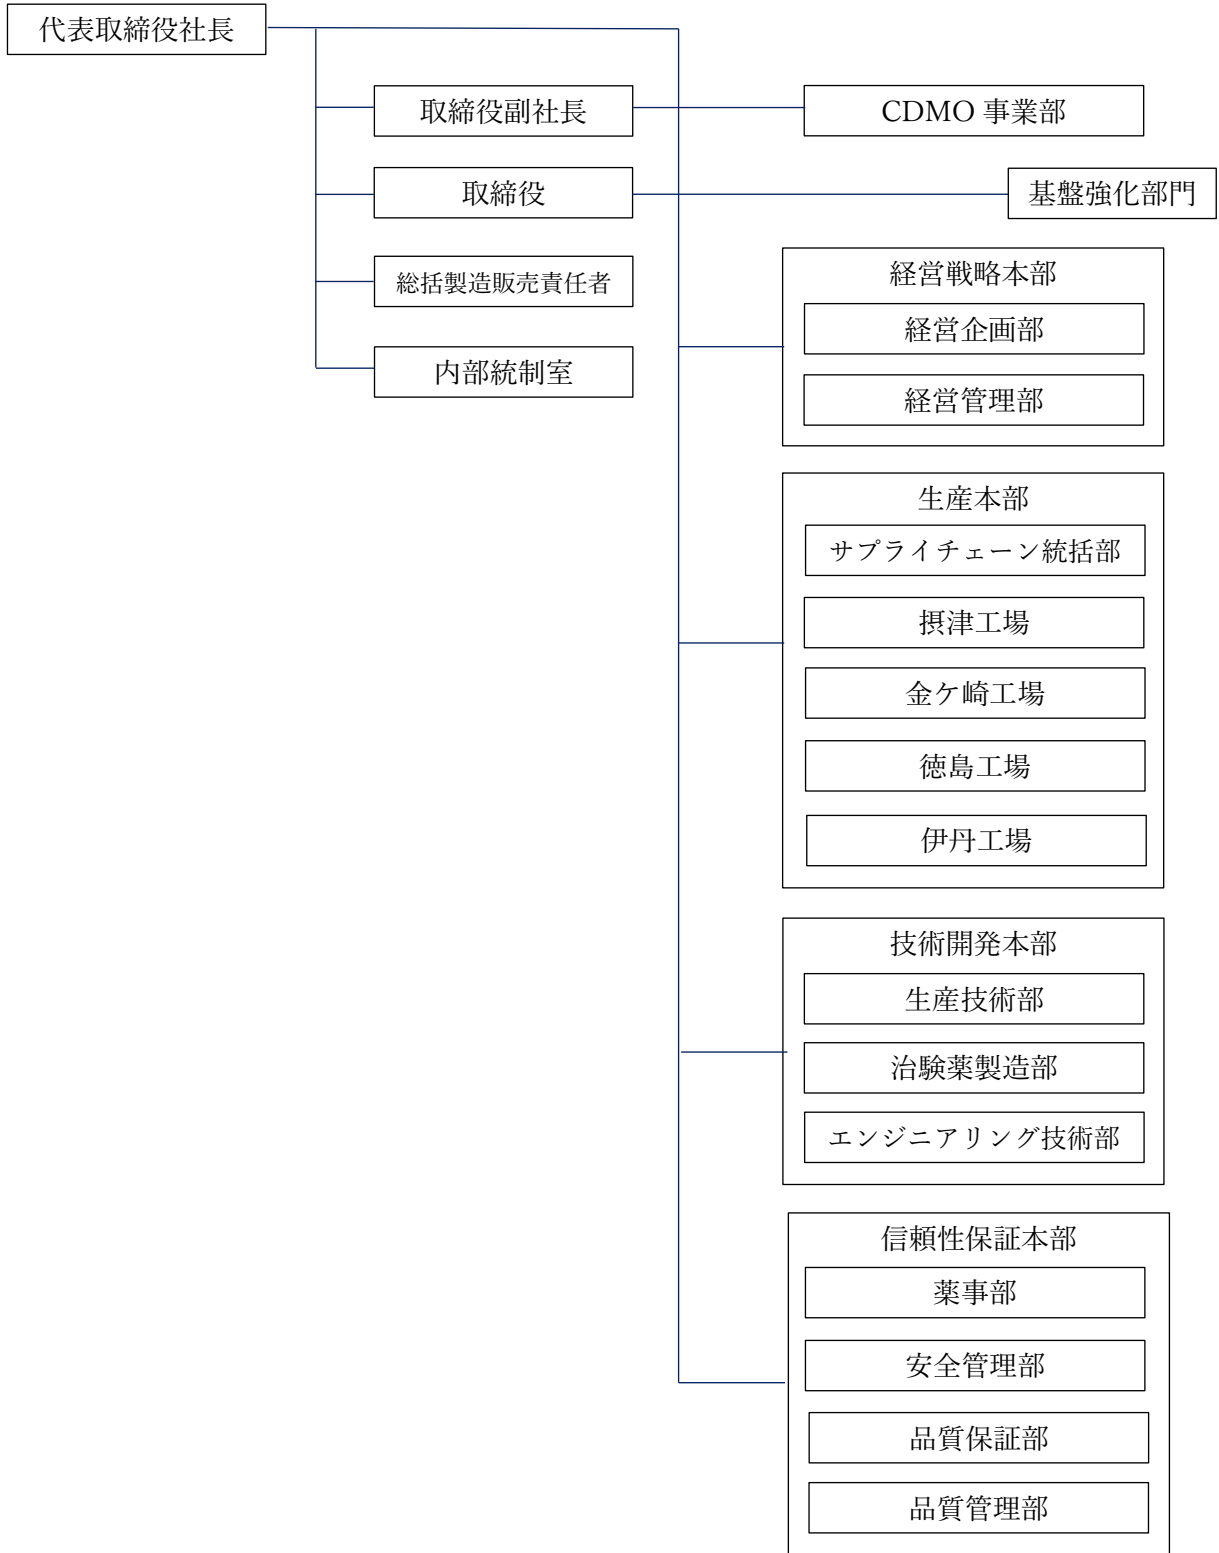 代表取締役社長
取締役副社長
CDMO 事業部
取締役
基盤強化部門
総括製造販売責任者
内部統制室
経営戦略本部
経営企画部
経営管理部
生産本部
サプライチェーン統括部
摂津工場
金ケ崎工場
徳島工場
伊丹工場
技術開発本部
生産技術部
治験薬製造部
エンジニアリング技術部
信頼性保証本部
薬事部
安全管理部
品質保証部
品質管理部